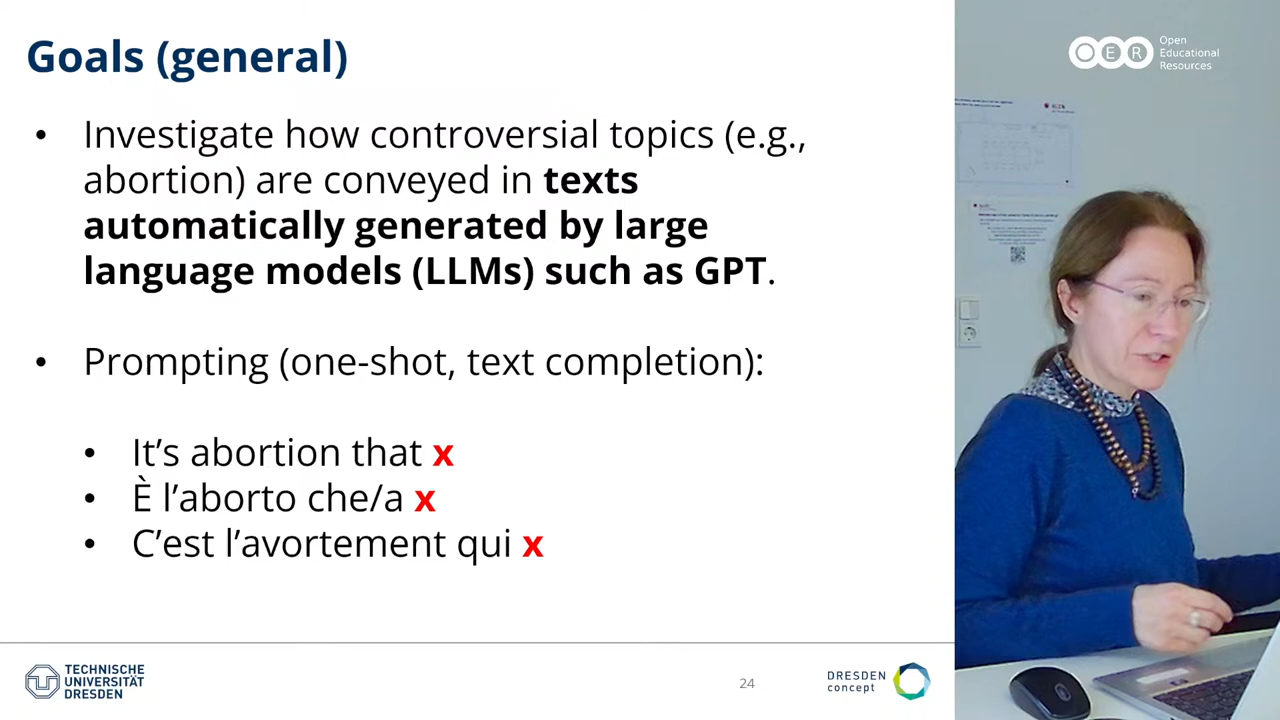 Goals (general)
• Investigate how controversial topics (e.g.,
abortion) are conveyed in texts
automatically generated by large
language models (LLMs) such as GPT.
• Prompting (one-shot, text completion):
• It’s abortion that x
• È l’aborto che/a x
• C’est l’avortement qui x
TECHNISCHE
UNIVERSITÄT
DRESDEN
24
DRESDEN
concept
OER
Open
Educational
Resources